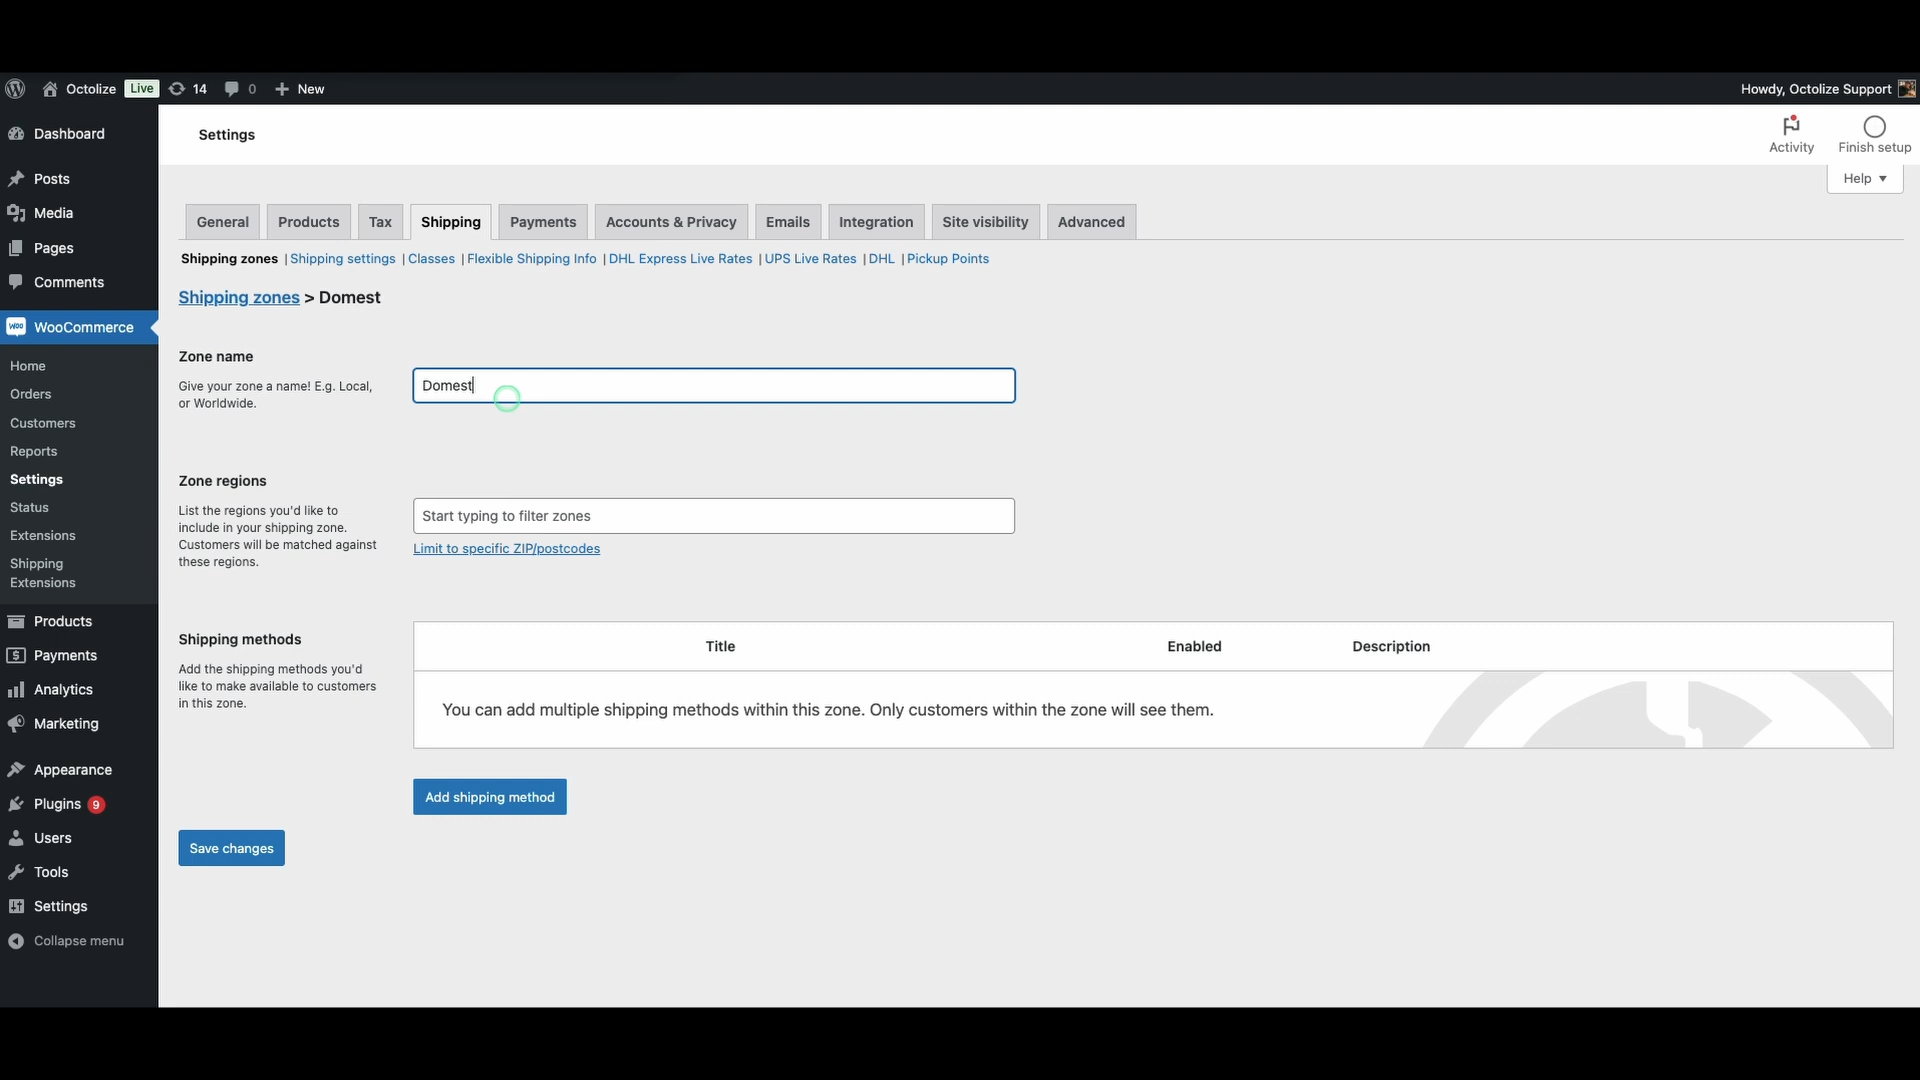 Octolize Live 14 0 New Howdy, Octolize Support
Dashboard
Posts
Media
Pages
Comments
WooCommerce
Home
Orders
Customers
Reports
Settings
Status
Extensions
Shipping
Extensions
Products
Payments
Analytics
Marketing
Appearance
Plugins 9
Users
Tools
Settings
Collapse menu
Settings
Activity
Finish setup
Help
General Products Tax Shipping Payments Accounts & Privacy Emails Integration Site visibility Advanced
Shipping zones | Shipping settings | Classes | Flexible Shipping Info | DHL Express Live Rates | UPS Live Rates | DHL | Pickup Points
Shipping zones > Domest
Zone name
Give your zone a name! E.g. Local,
or Worldwide.
Domest
Zone regions
List the regions you'd like to
include in your shipping zone.
Customers will be matched against
these regions.
Start typing to filter zones
Limit to specific ZIP/postcodes
Shipping methods
Add the shipping methods you'd
like to make available to customers
in this zone.
Title Enabled Description
You can add multiple shipping methods within this zone. Only customers within the zone will see them.
Add shipping method
Save changes